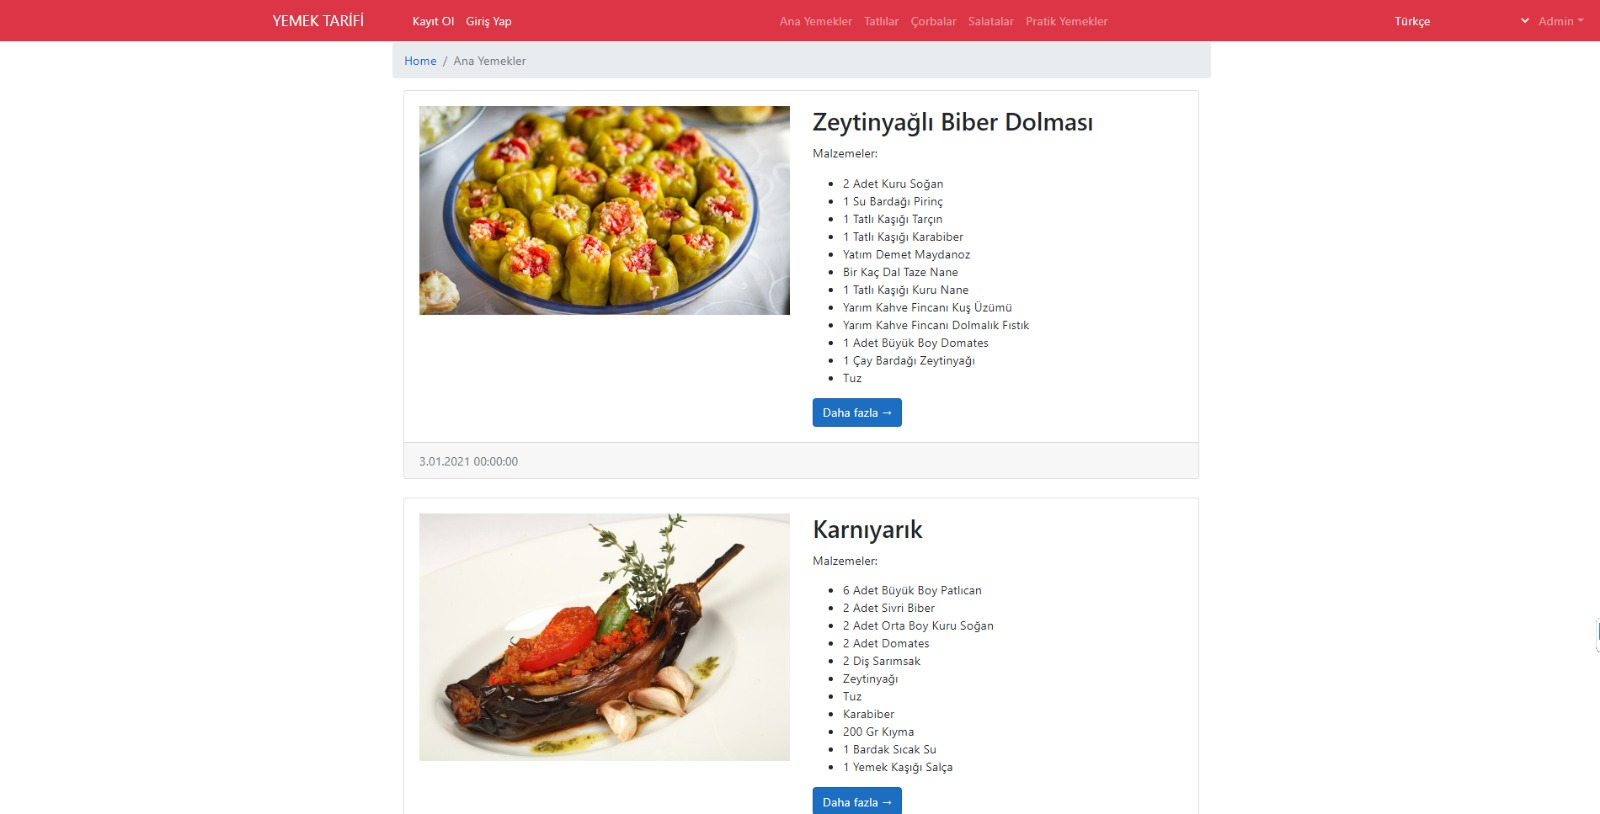 YEMEK TARİFİ Kayıt Ol Giriş Yap Ana Yemekler Tatlılar Çorbalar Salatalar Pratik Yemekler Türkçe Admin
Home / Ana Yemekler
Zeytinyağlı Biber Dolması
Malzemeler:
2 Adet Kuru Soğan
1 Su Bardağı Pirinç
1 Tatlı Kaşığı Tarçın
1 Tatlı Kaşığı Karabiber
Yatım Demet Maydanoz
Bir Kaç Dal Taze Nane
1 Tatlı Kaşığı Kuru Nane
Yarım Kahve Fincanı Kuş Üzümü
Yarım Kahve Fincanı Dolmalık Fıstık
1 Adet Büyük Boy Domates
1 Çay Bardağı Zeytinyağı
Tuz
Daha fazla →
3.01.2021 00:00:00
Karnıyarık
Malzemeler:
6 Adet Büyük Boy Patlıcan
2 Adet Sivri Biber
2 Adet Orta Boy Kuru Soğan
2 Adet Domates
2 Diş Sarımsak
Zeytinyağı
Tuz
Karabiber
200 Gr Kıyma
1 Bardak Sıcak Su
1 Yemek Kaşığı Salça
Daha fazla →